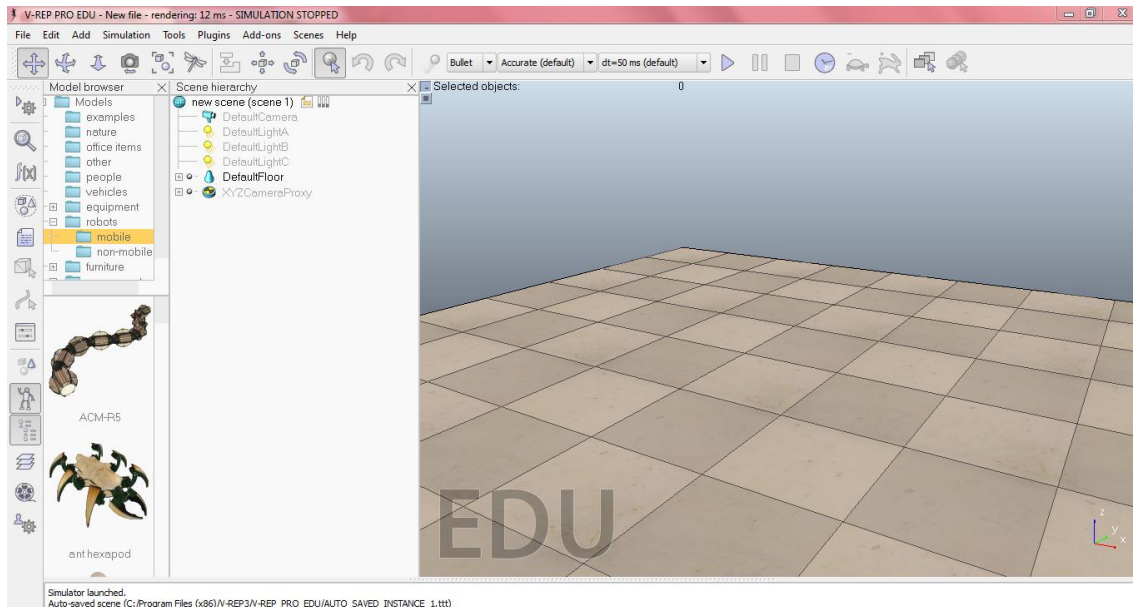 V-REP PRO EDU - New file - rendering: 12 ms - SIMULATION STOPPED
File Edit Add Simulation Tools Plugins Add-ons Scenes Help
Bullet Accurate (default) dt=50 ms (default)
f(x)
Model browser
Models
examples
nature
office items
other
people
vehicles
equipment
robots
mobile
non-mobile
furniture
ACM-R5
ant hexapod
Scene hierarchy
new scene (scene 1)
DefaultCamera
DefaultLightA
DefaultLightB
DefaultLightC
DefaultFloor
XYZCameraProxy
Selected objects: 0
EDU
z
y
x
Simulator launched.
Auto-saved scene (C:/Program Files (x86)/V-REP3/V-REP_PRO_EDU/AUTO_SAVED_INSTANCE_1.ttt)